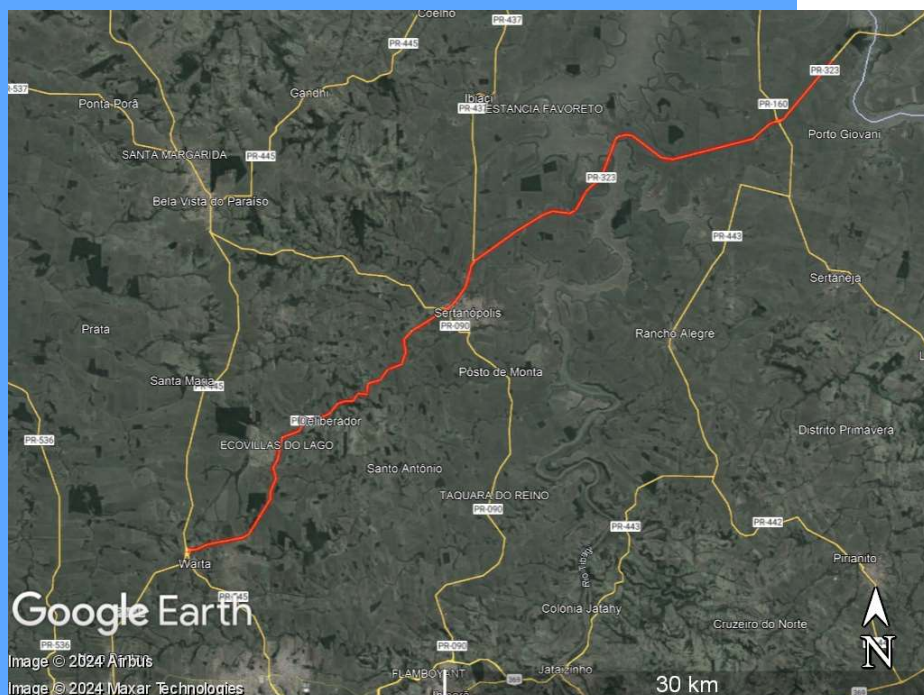 Coelho
PR-437
PR-445
-537
Gandhi
Ibiaci
PR-323
Ponta Porã
ESTANCIA FAVORETO
PR-160
Porto Giovani
SANTA MARGARIDA
PR-445
PR-323
Bela Vista do Paraíso
PR-443
Sertaneja
Sertanópolis
PR-090
Prata
Rancho Alegre
Pôsto de Monta
Santa Maria
PR-445
Deliberador
PR-536
ECOVILLAS DO LAGO
Distrito Primavera
Santo Antônio
TAQUARA DO REINO
PR-090
PR-443
PR-442
Warta
Pirianito
Google Earth
Colônia Jatahy
Cruzeiro do Norte
PR-536
PR-090
N
Image © 2024 Airbus
FLAMBOYANT
Jataizinho
369
Image © 2024 Maxar Technologies
30 km